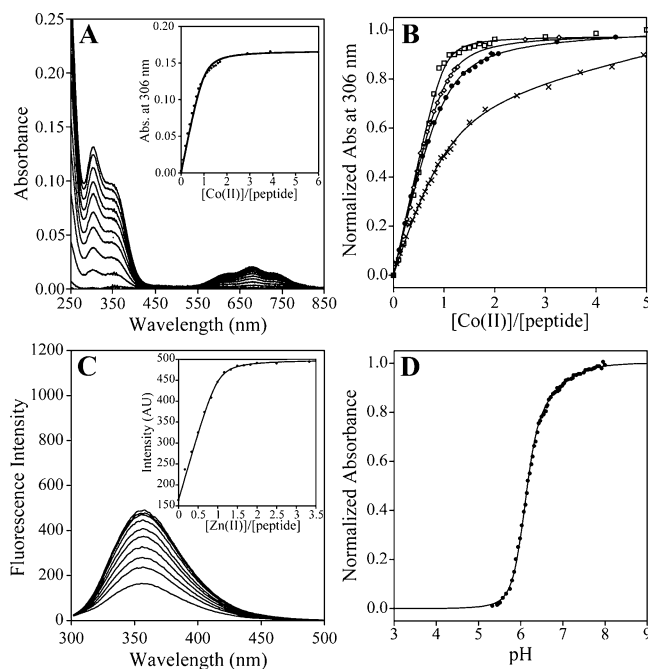 A
0.25
0.20
0.15
0.10
0.05
0.00
Absorbance
250 350 450 550 650 750 850
Wavelength (nm)
0.20
0.15
0.10
0.05
0.00
Abs. at 306 nm
0 1 2 3 4 5 6
[Co(II)]/[peptide]
B
1.0
0.8
0.6
0.4
0.2
0.0
Normalized Abs at 306 nm
0 1 2 3 4 5
[Co(II)]/[peptide]
C
1200
1000
800
600
400
200
0
Fluorescence Intensity
300 350 400 450 500
Wavelength (nm)
500
450
400
350
300
250
200
150
Intensity (AU)
0 0.5 1 1.5 2 2.5 3 3.5
[Zn(II)]/[peptide]
D
1.0
0.8
0.6
0.4
0.2
0.0
Normalized Absorbance
3 4 5 6 7 8 9
pH